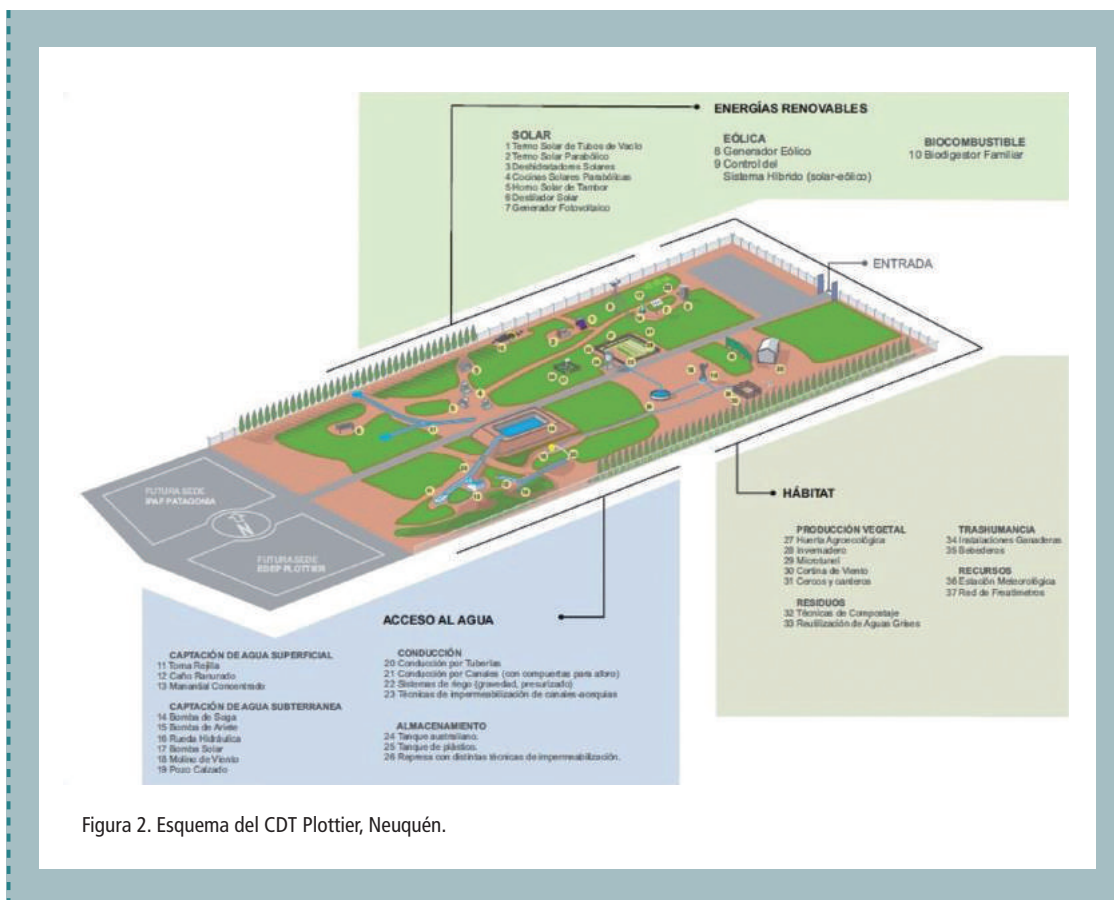 ENERGÍAS RENOVABLES
SOLAR
1 Termo Solar de Tubos de Vacío
2 Termo Solar Parabólico
3 Deshidratadores Solares
4 Cocinas Solares Parabólicas
5 Horno Solar de Tambor
6 Destilador Solar
7 Generador Fotovoltaico
EÓLICA
8 Generador Eólico
9 Control del
Sistema Híbrido (solar-eólico)
BIOCOMBUSTIBLE
10 Biodigestor Familiar
ENTRADA
FUTURA SEDE
IPAF PATAGONIA
N
FUTURA SEDE
EDEP PLOTTIER
HÁBITAT
PRODUCCIÓN VEGETAL
27 Huerta Agroecológica
28 Invernadero
29 Microtunel
30 Cortina de Viento
31 Cercos y canteros
RESIDUOS
32 Técnicas de Compostaje
33 Reutilización de Aguas Grises
TRASHUMANCIA
34 Instalaciones Ganaderas
35 Bebederos
RECURSOS
36 Estación Meteorológica
37 Red de Freatímetros
ACCESO AL AGUA
CAPTACIÓN DE AGUA SUPERFICIAL
11 Toma Rejilla
12 Caño Ranurado
13 Manantial Concentrado
CAPTACIÓN DE AGUA SUBTERRANEA
14 Bomba de Soga
15 Bomba de Ariete
16 Rueda Hidráulica
17 Bomba Solar
18 Molino de Viento
19 Pozo Calzado
CONDUCCIÓN
20 Conducción por Tuberías
21 Conducción por Canales (con compuertas para aforo)
22 Sistemas de riego (gravedad, presurizado)
23 Técnicas de impermeabilización de canales-acequias
ALMACENAMIENTO
24 Tanque australiano.
25 Tanque de plástico.
26 Represa con distintas técnicas de impermeabilización.
Figura 2. Esquema del CDT Plottier, Neuquén.